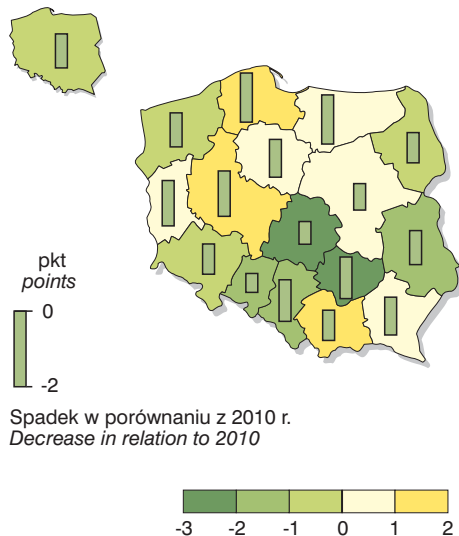 pkt
points
0
-2
Spadek w porównaniu z 2010 r.
Decrease in relation to 2010
-3 -2 -1 0 1 2